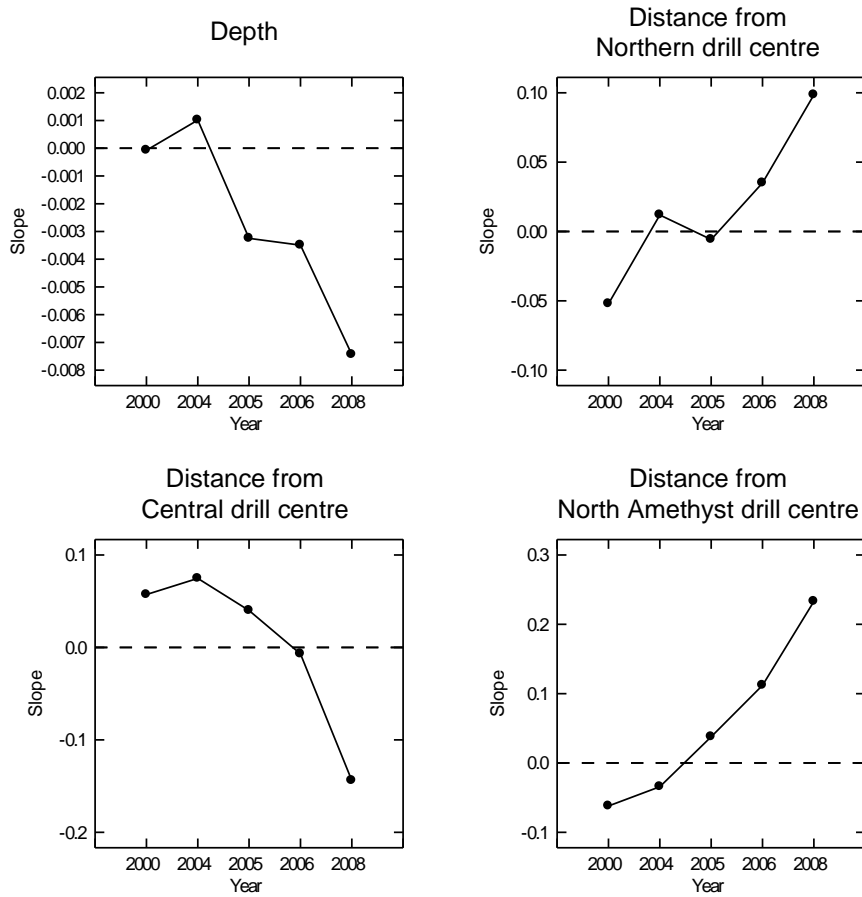 Depth
0.002
0.001
0.000
-0.001
-0.002
-0.003
-0.004
-0.005
-0.006
-0.007
-0.008
Slope
2000 2004 2005 2006 2008
Year
Distance from
Northern drill centre
0.10
0.05
0.00
-0.05
-0.10
Slope
2000 2004 2005 2006 2008
Year
Distance from
Central drill centre
0.1
0.0
-0.1
-0.2
Slope
2000 2004 2005 2006 2008
Year
Distance from
North Amethyst drill centre
0.3
0.2
0.1
0.0
-0.1
Slope
2000 2004 2005 2006 2008
Year